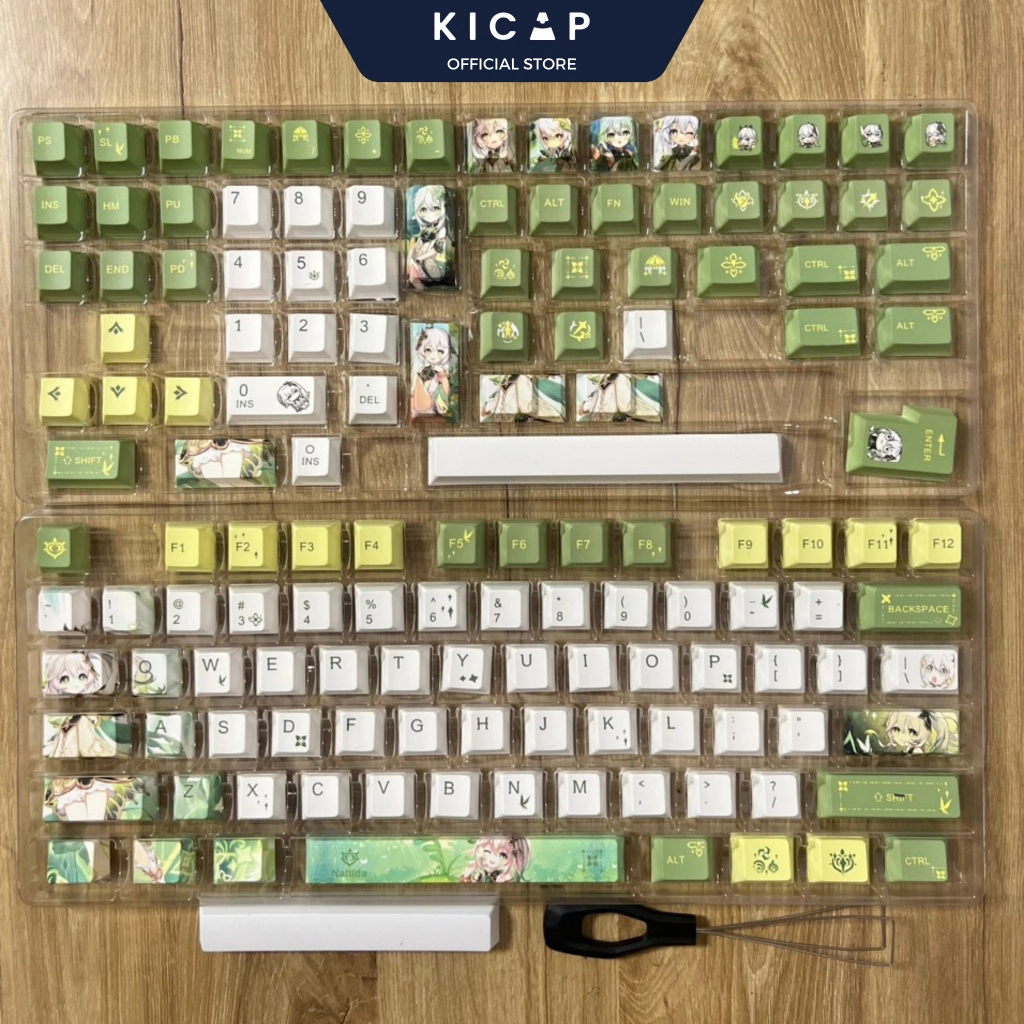 KICAP
OFFICIAL STORE
PS SL PB NUM
INS HM PU 7 8 9 CTRL ALT FN WIN
DEL END PD 4 5 6 CTRL ALT
1 2 3 | \ CTRL ALT
0 INS . DEL
SHIFT O INS ENTER
F1 F2 F3 F4 F5 F6 F7 F8 F9 F10 F11 F12
~ ! 1 @ 2 # 3 $ 4 % 5 ^ 6 & 7 * 8 ( 9 ) 0 - + = BACKSPACE
Q W E R T Y U I O P { [ } ] | \
A S D F G H J K L : ; "
Z X C V B N M < , > . ? / SHIFT
Nahida ALT CTRL